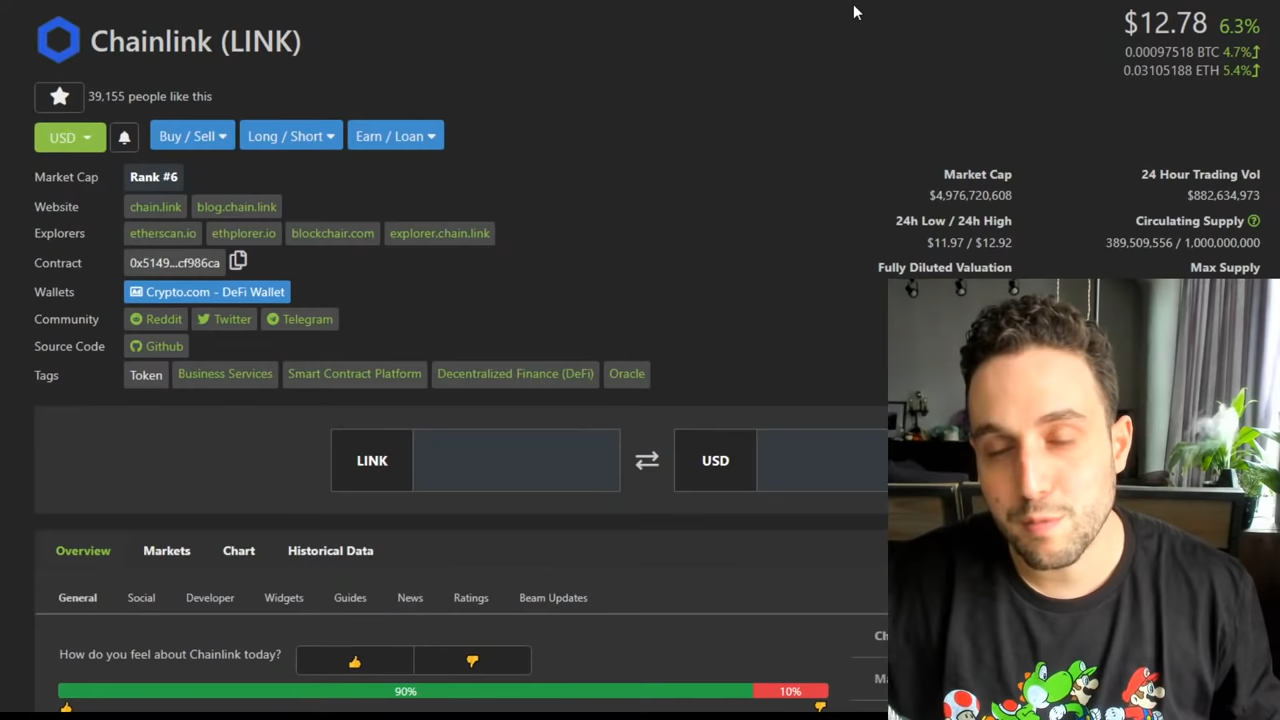 Chainlink (LINK)
$12.78 6.3%
0.00097518 BTC 4.7%
0.03105188 ETH 5.4%
39,155 people like this
USD
Buy / Sell
Long / Short
Earn / Loan
Market Cap Rank #6
Website chain.link blog.chain.link
Explorers etherscan.io ethplorer.io blockchair.com explorer.chain.link
Contract 0x5149...cf986ca
Wallets Crypto.com - DeFi Wallet
Community Reddit Twitter Telegram
Source Code Github
Tags Token Business Services Smart Contract Platform Decentralized Finance (DeFi) Oracle
Market Cap
$4,976,720,608
24 Hour Trading Vol
$882,634,973
24h Low / 24h High
$11.97 / $12.92
Circulating Supply
389,509,556 / 1,000,000,000
Fully Diluted Valuation
Max Supply
LINK
USD
Overview Markets Chart Historical Data
General Social Developer Widgets Guides News Ratings Beam Updates
How do you feel about Chainlink today?
90%
10%